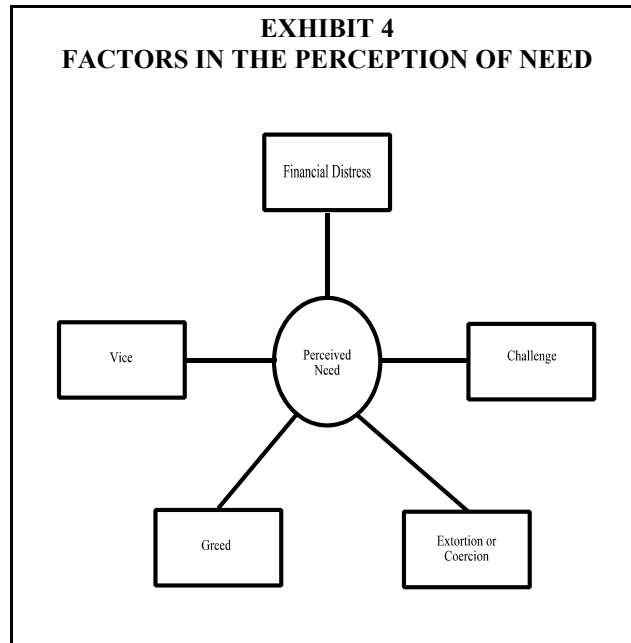 EXHIBIT 4
FACTORS IN THE PERCEPTION OF NEED
Financial Distress
Vice
Perceived
Need
Challenge
Greed
Extortion or
Coercion